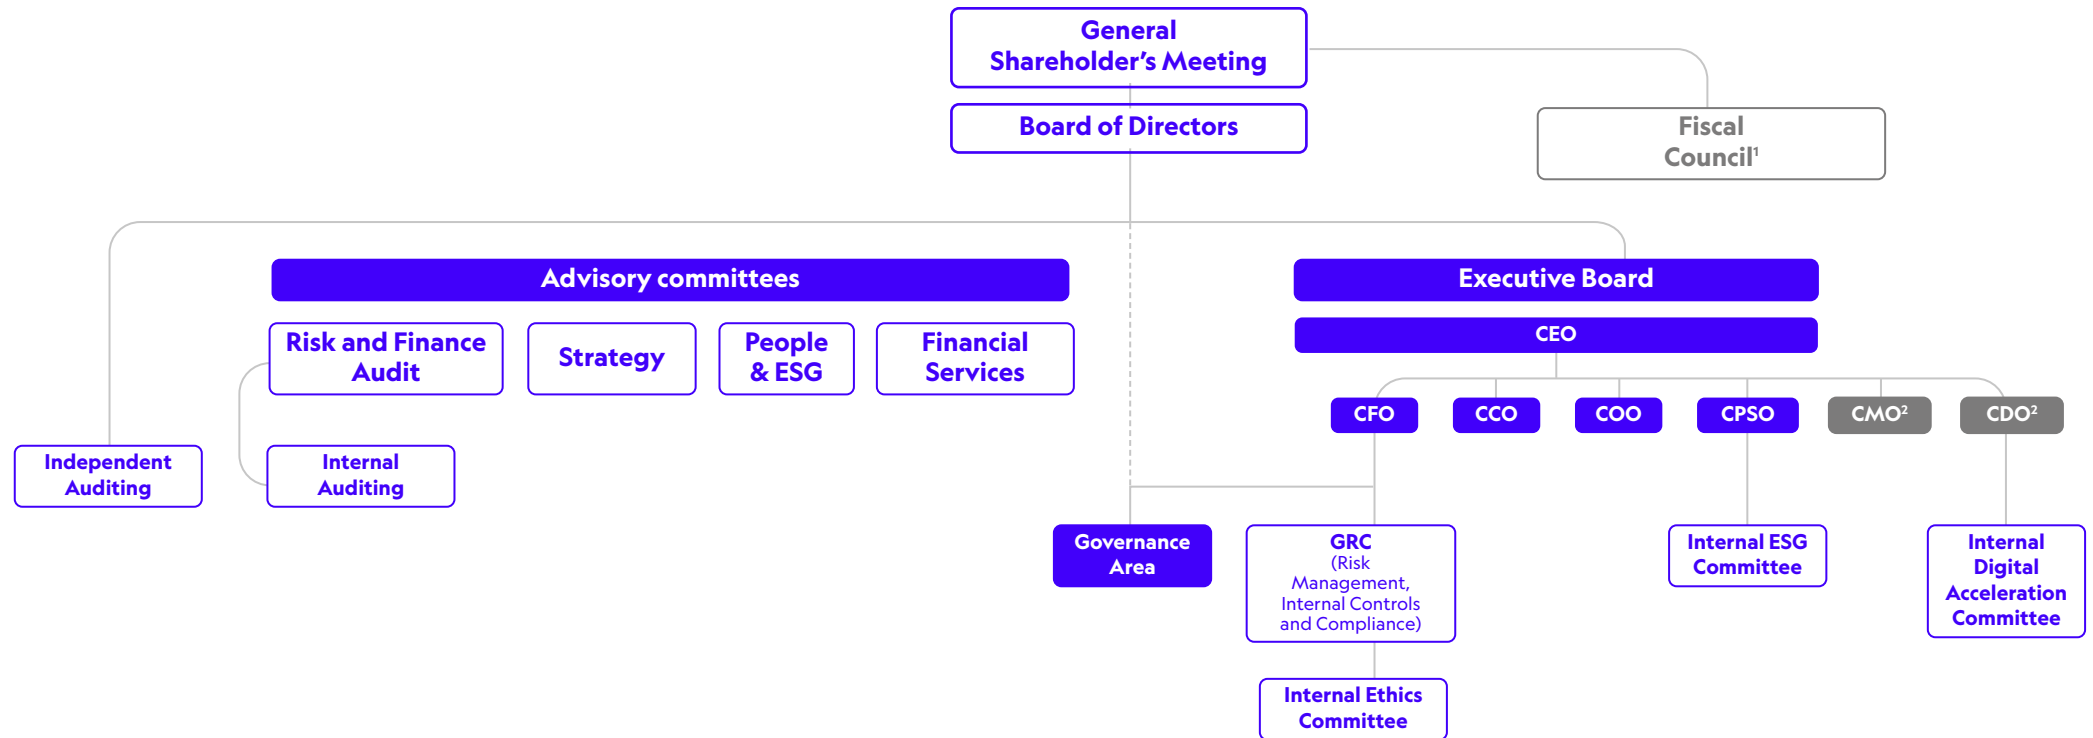 General
Shareholder’s Meeting
Board of Directors
Fiscal
Council¹
Advisory committees
Executive Board
CEO
Risk and Finance
Audit
Strategy
People
& ESG
Financial
Services
CFO
CCO
COO
CPSO
CMO²
CDO²
Independent
Auditing
Internal
Auditing
Governance
Area
GRC
(Risk
Management,
Internal Controls
and Compliance)
Internal ESG
Committee
Internal
Digital
Acceleration
Committee
Internal Ethics
Committee